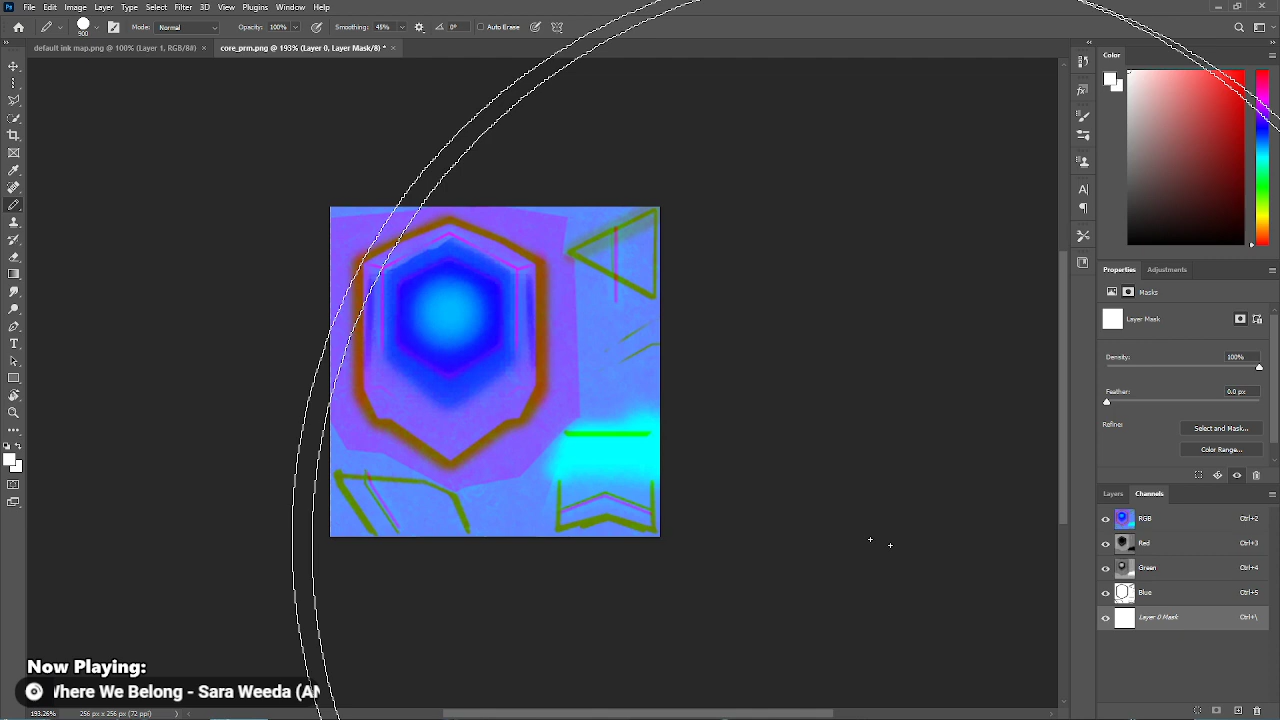 File Edit Image Layer Type Select Filter 3D View Plugins Window Help
900 Mode: Normal Opacity: 100% Smoothing: 45% 0° Auto Erase
default ink map.png @ 100% (Layer 1, RGB/8#) × core_prm.png @ 193% (Layer 0, Layer Mask/8) * ×
Color
Properties Adjustments
Masks
Layer Mask
Density: 100%
Feather: 0.0 px
Refine: Select and Mask...
Color Range...
Layers Channels
RGB Ctrl+2
Red Ctrl+3
Green Ctrl+4
Blue Ctrl+5
Layer 0 Mask Ctrl+\
Now Playing:
Where We Belong - Sara Weeda (AM
193.26% 256 px x 256 px (72 ppi)